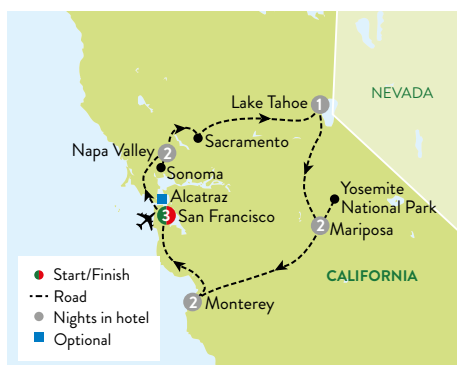 NEVADA
Lake Tahoe 1
Sacramento
Napa Valley 2
Sonoma
Alcatraz
3 San Francisco
Yosemite
National Park
2 Mariposa
CALIFORNIA
2 Monterey
Start/Finish
Road
Nights in hotel
Optional